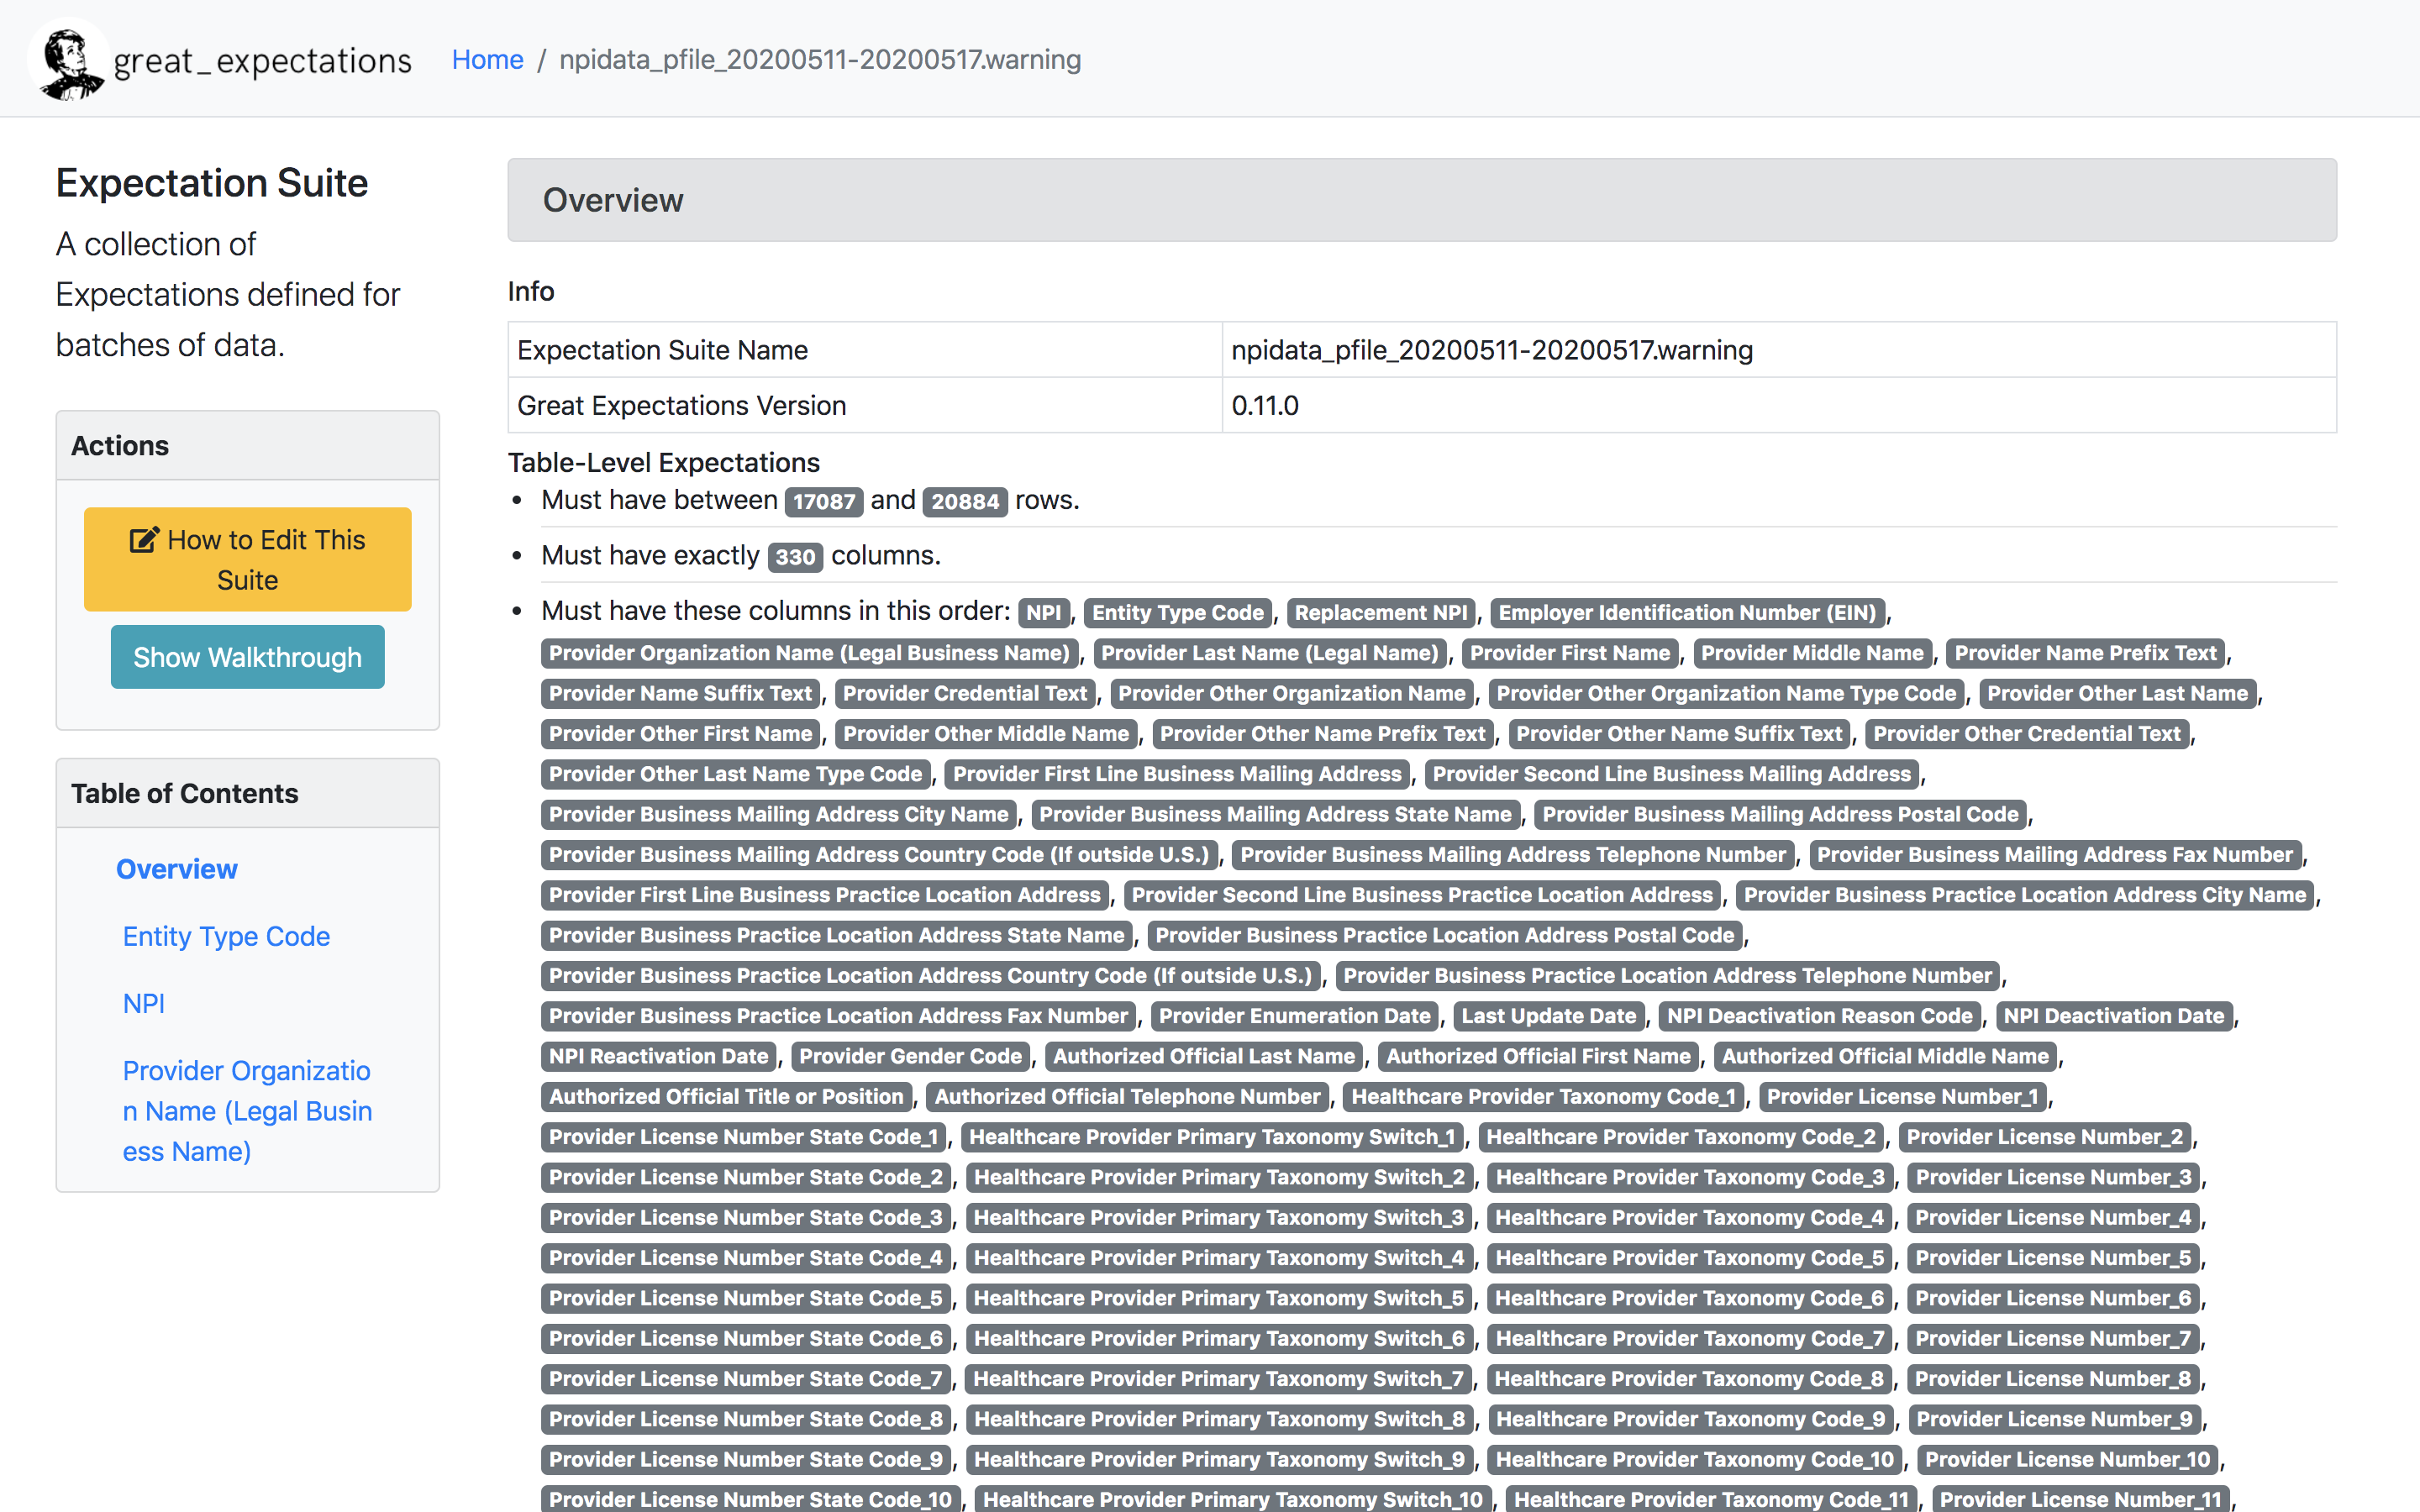 great_expectations
Home / npidata_pfile_20200511-20200517.warning
Expectation Suite
A collection of
Expectations defined for
batches of data.
Actions
How to Edit This
Suite
Show Walkthrough
Table of Contents
Overview
Entity Type Code
NPI
Provider Organizatio
n Name (Legal Busin
ess Name)
Overview
Info
Expectation Suite Name npidata_pfile_20200511-20200517.warning
Great Expectations Version 0.11.0
Table-Level Expectations
• Must have between 17087 and 20884 rows.
• Must have exactly 330 columns.
• Must have these columns in this order: NPI, Entity Type Code, Replacement NPI, Employer Identification Number (EIN),
Provider Organization Name (Legal Business Name), Provider Last Name (Legal Name), Provider First Name, Provider Middle Name, Provider Name Prefix Text,
Provider Name Suffix Text, Provider Credential Text, Provider Other Organization Name, Provider Other Organization Name Type Code, Provider Other Last Name,
Provider Other First Name, Provider Other Middle Name, Provider Other Name Prefix Text, Provider Other Name Suffix Text, Provider Other Credential Text,
Provider Other Last Name Type Code, Provider First Line Business Mailing Address, Provider Second Line Business Mailing Address,
Provider Business Mailing Address City Name, Provider Business Mailing Address State Name, Provider Business Mailing Address Postal Code,
Provider Business Mailing Address Country Code (If outside U.S.), Provider Business Mailing Address Telephone Number, Provider Business Mailing Address Fax Number,
Provider First Line Business Practice Location Address, Provider Second Line Business Practice Location Address, Provider Business Practice Location Address City Name,
Provider Business Practice Location Address State Name, Provider Business Practice Location Address Postal Code,
Provider Business Practice Location Address Country Code (If outside U.S.), Provider Business Practice Location Address Telephone Number,
Provider Business Practice Location Address Fax Number, Provider Enumeration Date, Last Update Date, NPI Deactivation Reason Code, NPI Deactivation Date,
NPI Reactivation Date, Provider Gender Code, Authorized Official Last Name, Authorized Official First Name, Authorized Official Middle Name,
Authorized Official Title or Position, Authorized Official Telephone Number, Healthcare Provider Taxonomy Code_1, Provider License Number_1,
Provider License Number State Code_1, Healthcare Provider Primary Taxonomy Switch_1, Healthcare Provider Taxonomy Code_2, Provider License Number_2,
Provider License Number State Code_2, Healthcare Provider Primary Taxonomy Switch_2, Healthcare Provider Taxonomy Code_3, Provider License Number_3,
Provider License Number State Code_3, Healthcare Provider Primary Taxonomy Switch_3, Healthcare Provider Taxonomy Code_4, Provider License Number_4,
Provider License Number State Code_4, Healthcare Provider Primary Taxonomy Switch_4, Healthcare Provider Taxonomy Code_5, Provider License Number_5,
Provider License Number State Code_5, Healthcare Provider Primary Taxonomy Switch_5, Healthcare Provider Taxonomy Code_6, Provider License Number_6,
Provider License Number State Code_6, Healthcare Provider Primary Taxonomy Switch_6, Healthcare Provider Taxonomy Code_7, Provider License Number_7,
Provider License Number State Code_7, Healthcare Provider Primary Taxonomy Switch_7, Healthcare Provider Taxonomy Code_8, Provider License Number_8,
Provider License Number State Code_8, Healthcare Provider Primary Taxonomy Switch_8, Healthcare Provider Taxonomy Code_9, Provider License Number_9,
Provider License Number State Code_9, Healthcare Provider Primary Taxonomy Switch_9, Healthcare Provider Taxonomy Code_10, Provider License Number_10,
Provider License Number State Code_10, Healthcare Provider Primary Taxonomy Switch_10, Healthcare Provider Taxonomy Code_11, Provider License Number_11,